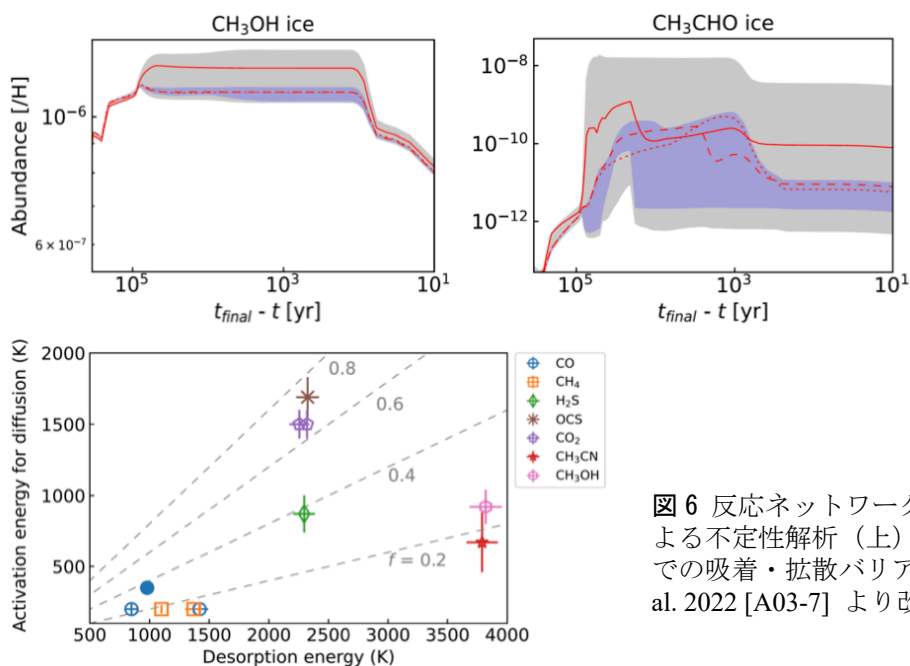 CH₃OH ice
Abundance [/H]
10⁻⁶
6 × 10⁻⁷
10⁵
10³
10¹
t_final - t [yr]
CH₃CHO ice
10⁻⁸
10⁻¹⁰
10⁻¹²
10⁵
10³
10¹
t_final - t [yr]
Activation energy for diffusion (K)
2000
1500
1000
500
0.8
0.6
0.4
f = 0.2
500
1000
1500
2000
2500
3000
3500
4000
Desorption energy (K)
CO
CH₄
H₂S
OCS
CO₂
CH₃CN
CH₃OH
図 6 反応ネットワーク
よる不定性解析（上）
での吸着・拡散バリア
al. 2022 [A03-7] より改